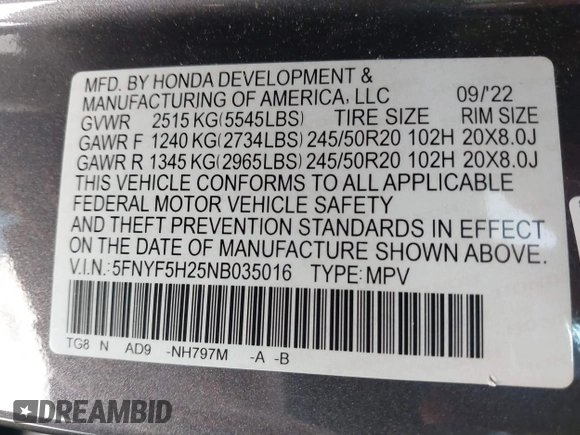 MFD. BY HONDA DEVELOPMENT &
MANUFACTURING OF AMERICA, LLC 09/'22
GVWR 2515 KG(5545LBS) TIRE SIZE RIM SIZE
GAWR F 1240 KG(2734LBS) 245/50R20 102H 20X8.0J
GAWR R 1345 KG(2965LBS) 245/50R20 102H 20X8.0J
THIS VEHICLE CONFORMS TO ALL APPLICABLE
FEDERAL MOTOR VEHICLE SAFETY
AND THEFT PREVENTION STANDARDS IN EFFECT
ON THE DATE OF MANUFACTURE SHOWN ABOVE.
V.I.N.: 5FNYF5H25NB035016 TYPE: MPV
TG8 N AD9 -NH797M -A -B
DREAMBID